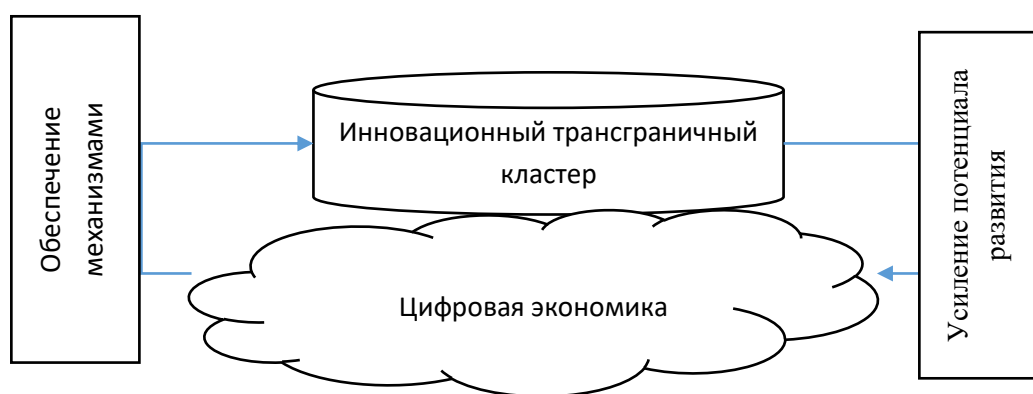 Обеспечение
механизмами
Инновационный трансграничный
кластер
Цифровая экономика
Усиление потенциала
развития